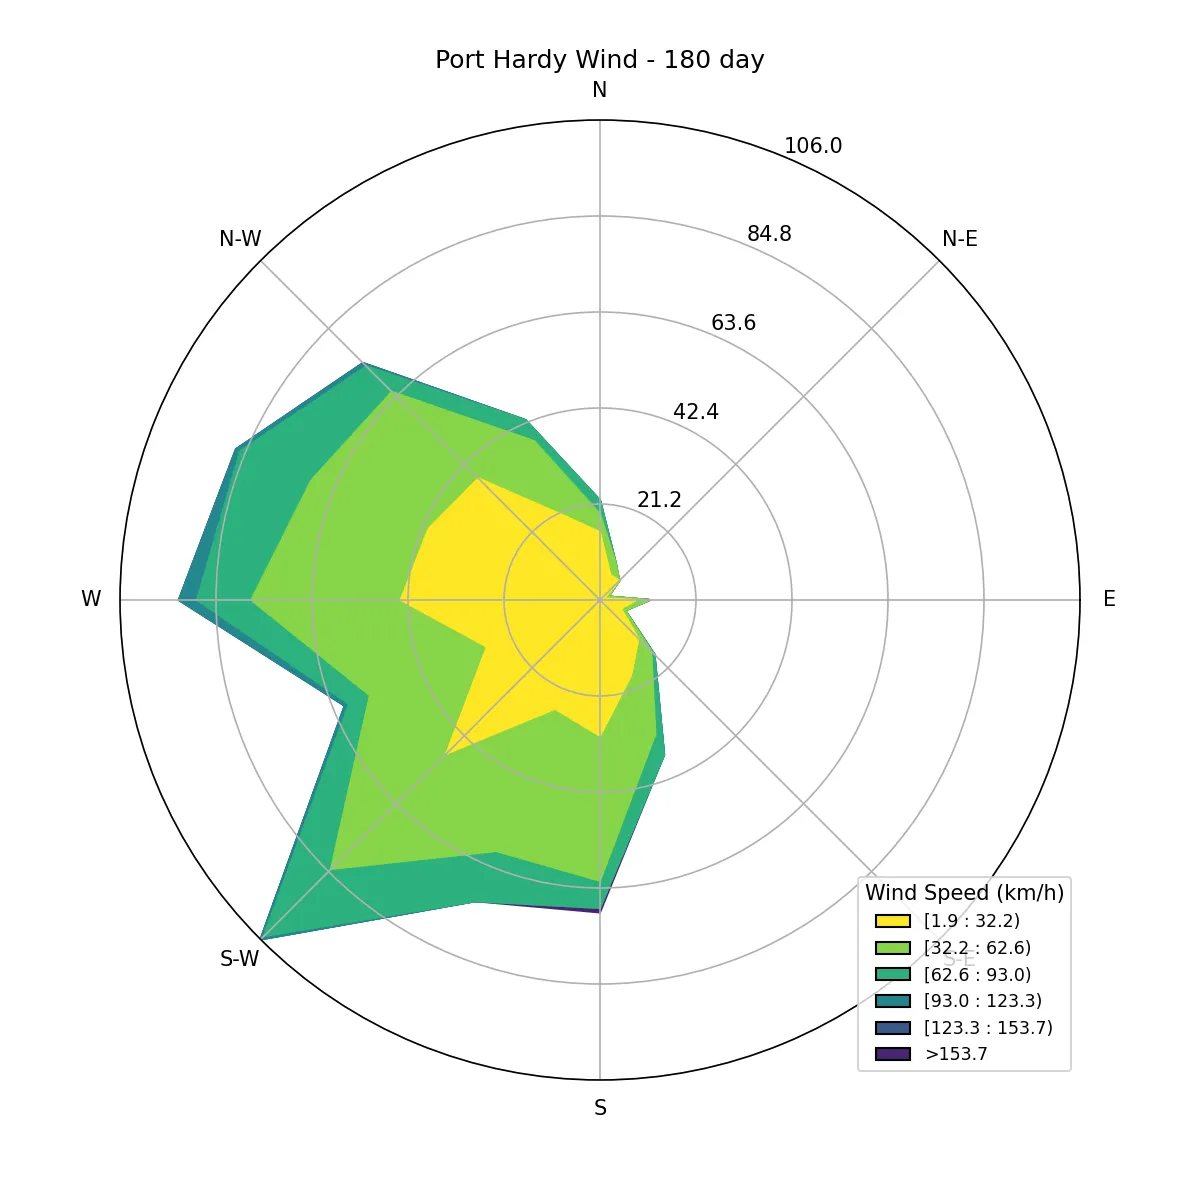 Port Hardy Wind - 180 day
N
106.0
84.8
N-W
N-E
63.6
42.4
21.2
W
E
Wind Speed (km/h)
[1.9 : 32.2)
[32.2 : 62.6)
S-W
S-E
[62.6 : 93.0)
[93.0 : 123.3)
[123.3 : 153.7)
>153.7
S